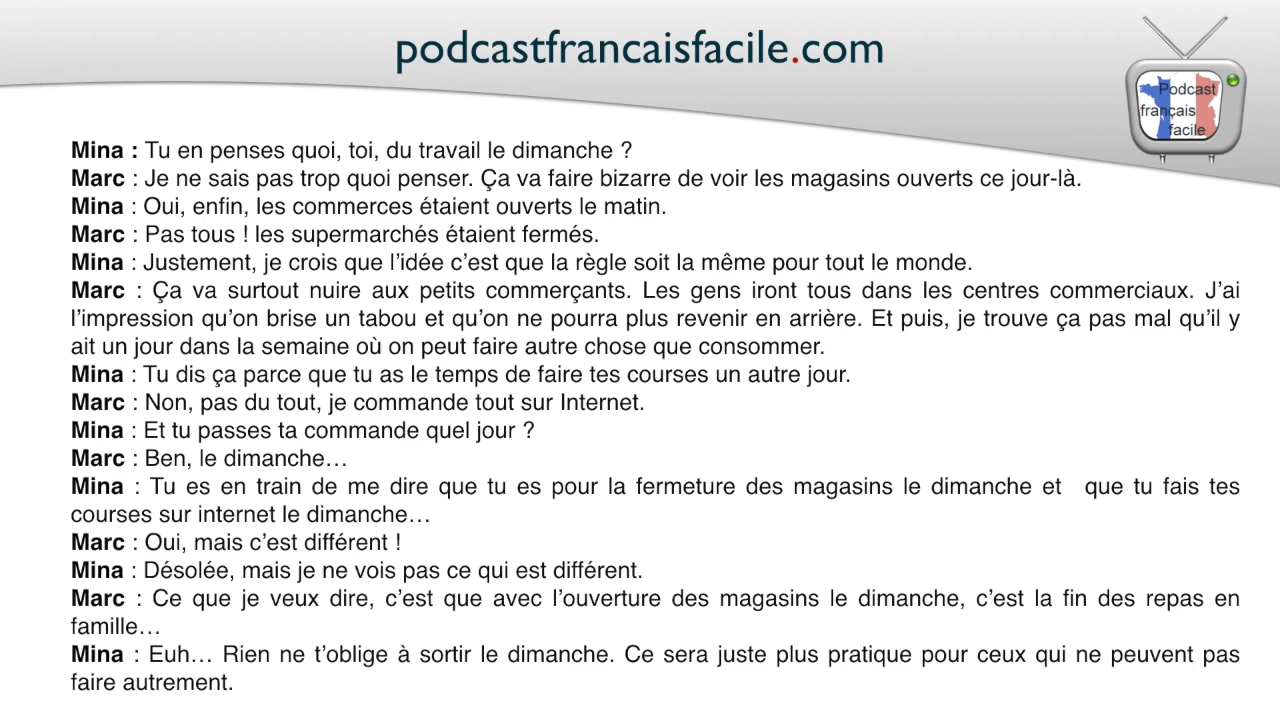 podcastfrancaisfacile.com
Podcast
français
facile
Mina : Tu en penses quoi, toi, du travail le dimanche ?
Marc : Je ne sais pas trop quoi penser. Ça va faire bizarre de voir les magasins ouverts ce jour-là.
Mina : Oui, enfin, les commerces étaient ouverts le matin.
Marc : Pas tous ! les supermarchés étaient fermés.
Mina : Justement, je crois que l’idée c’est que la règle soit la même pour tout le monde.
Marc : Ça va surtout nuire aux petits commerçants. Les gens iront tous dans les centres commerciaux. J’ai
l’impression qu’on brise un tabou et qu’on ne pourra plus revenir en arrière. Et puis, je trouve ça pas mal qu’il y
ait un jour dans la semaine où on peut faire autre chose que consommer.
Mina : Tu dis ça parce que tu as le temps de faire tes courses un autre jour.
Marc : Non, pas du tout, je commande tout sur Internet.
Mina : Et tu passes ta commande quel jour ?
Marc : Ben, le dimanche…
Mina : Tu es en train de me dire que tu es pour la fermeture des magasins le dimanche et que tu fais tes
courses sur internet le dimanche…
Marc : Oui, mais c’est différent !
Mina : Désolée, mais je ne vois pas ce qui est différent.
Marc : Ce que je veux dire, c’est que avec l’ouverture des magasins le dimanche, c’est la fin des repas en
famille…
Mina : Euh… Rien ne t’oblige à sortir le dimanche. Ce sera juste plus pratique pour ceux qui ne peuvent pas
faire autrement.